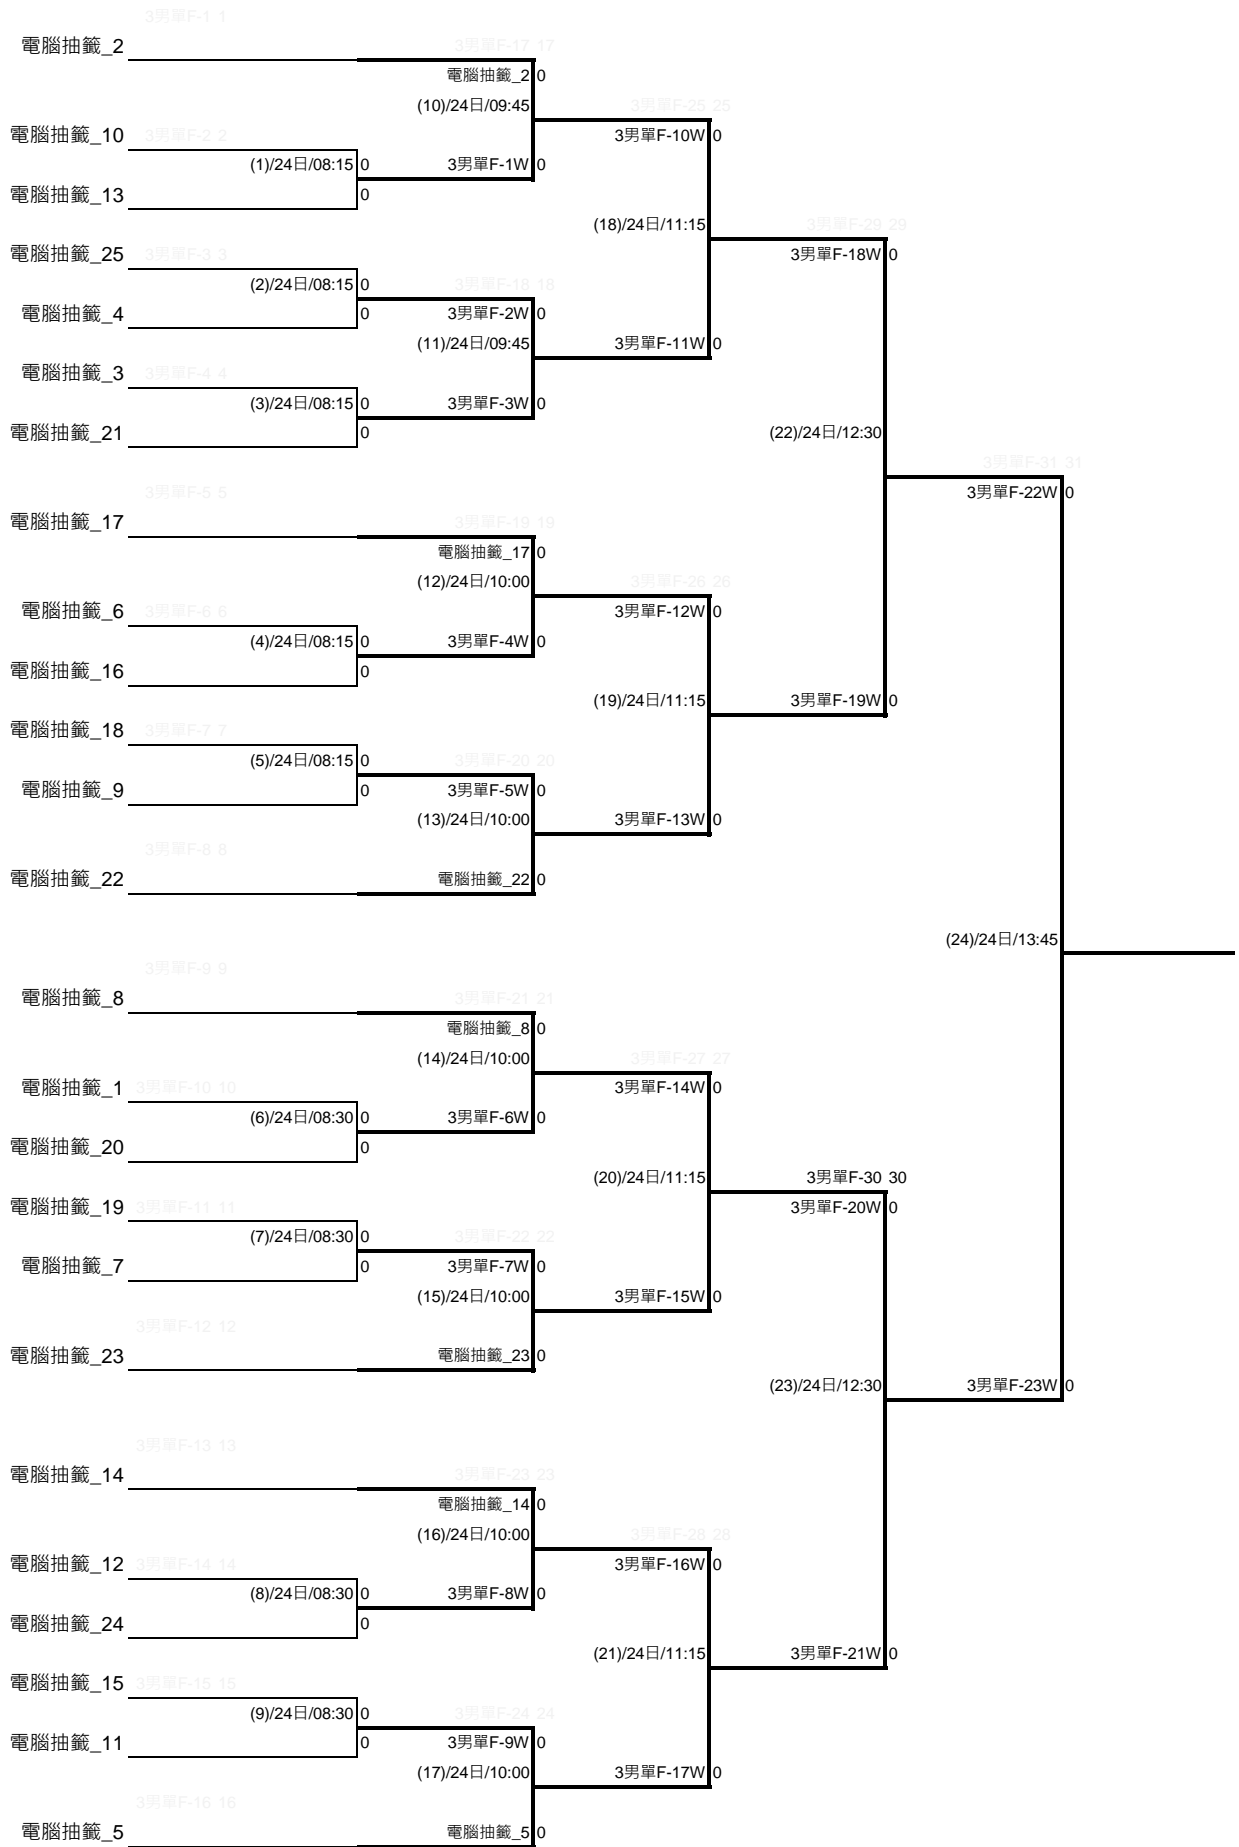 3男單F-1 1
電腦抽籤_2
3男單F-17 17
電腦抽籤_2 0
(10)/24日/09:45
3男單F-25 25
電腦抽籤_10 3男單F-2 2
3男單F-10W 0
(1)/24日/08:15 0
3男單F-1W 0
電腦抽籤_13
0
(18)/24日/11:15
3男單F-29 29
電腦抽籤_25 3男單F-3 3
3男單F-18W 0
(2)/24日/08:15 0
3男單F-18 18
電腦抽籤_4
0
3男單F-2W 0
(11)/24日/09:45
3男單F-11W 0
電腦抽籤_3 3男單F-4 4
(3)/24日/08:15 0
3男單F-3W 0
電腦抽籤_21
0
(22)/24日/12:30
3男單F-31 31
3男單F-5 5
3男單F-22W 0
電腦抽籤_17
3男單F-19 19
電腦抽籤_17 0
(12)/24日/10:00
3男單F-26 26
電腦抽籤_6 3男單F-6 6
3男單F-12W 0
(4)/24日/08:15 0
3男單F-4W 0
電腦抽籤_16
0
(19)/24日/11:15
3男單F-19W 0
電腦抽籤_18 3男單F-7 7
(5)/24日/08:15 0
3男單F-20 20
電腦抽籤_9
0
3男單F-5W 0
(13)/24日/10:00
3男單F-13W 0
3男單F-8 8
電腦抽籤_22
電腦抽籤_22 0
(24)/24日/13:45
3男單F-9 9
電腦抽籤_8
3男單F-21 21
電腦抽籤_8 0
(14)/24日/10:00
3男單F-27 27
電腦抽籤_1 3男單F-10 10
3男單F-14W 0
(6)/24日/08:30 0
3男單F-6W 0
電腦抽籤_20
0
(20)/24日/11:15
3男單F-30 30
電腦抽籤_19 3男單F-11 11
3男單F-20W 0
(7)/24日/08:30 0
3男單F-22 22
電腦抽籤_7
0
3男單F-7W 0
(15)/24日/10:00
3男單F-15W 0
3男單F-12 12
電腦抽籤_23
電腦抽籤_23 0
(23)/24日/12:30
3男單F-23W 0
3男單F-13 13
電腦抽籤_14
3男單F-23 23
電腦抽籤_14 0
(16)/24日/10:00
3男單F-28 28
電腦抽籤_12 3男單F-14 14
3男單F-16W 0
(8)/24日/08:30 0
3男單F-8W 0
電腦抽籤_24
0
(21)/24日/11:15
3男單F-21W 0
電腦抽籤_15 3男單F-15 15
(9)/24日/08:30 0
3男單F-24 24
電腦抽籤_11
0
3男單F-9W 0
(17)/24日/10:00
3男單F-17W 0
3男單F-16 16
電腦抽籤_5
電腦抽籤_5 0